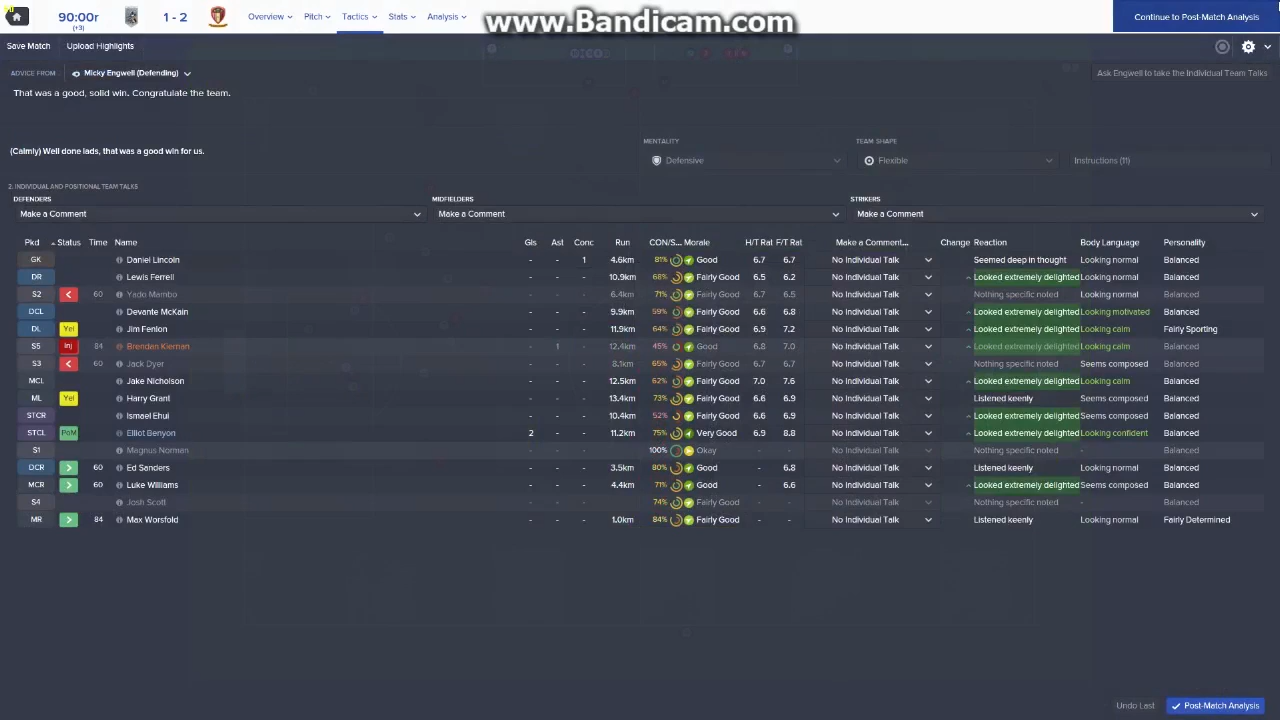 www.Bandicam.com
90:00r
(+3)
1 - 2
Overview
Pitch
Tactics
Stats
Analysis
Continue to Post-Match Analysis
Save Match
Upload Highlights
ADVICE FROM
Micky Engwell (Defending)
Ask Engwell to take the Individual Team Talks
That was a good, solid win. Congratulate the team.
(Calmly) Well done lads, that was a good win for us.
MENTALITY
TEAM SHAPE
Defensive
Flexible
Instructions (11)
2. INDIVIDUAL AND POSITIONAL TEAM TALKS
DEFENDERS MIDFIELDERS STRIKERS
Make a Comment Make a Comment Make a Comment
Pkd Status Time Name Gls Ast Conc Run CON/S... Morale H/T Rat F/T Rat Make a Comment... Change Reaction Body Language Personality
GK Daniel Lincoln - - 1 4.6km 81% Good 6.7 6.7 No Individual Talk Seemed deep in thought Looking normal Balanced
DR Lewis Ferrell - - - 10.9km 68% Fairly Good 6.5 6.2 No Individual Talk Looked extremely delighted Looking normal Balanced
S2 60 Yado Mambo - - - 6.4km 71% Fairly Good 6.7 6.5 No Individual Talk Nothing specific noted Looking normal Balanced
DCL Devante McKain - - - 9.9km 59% Fairly Good 6.6 6.8 No Individual Talk Looked extremely delighted Looking motivated Balanced
DL Yel Jim Fenlon - - - 11.9km 64% Fairly Good 6.9 7.2 No Individual Talk Looked extremely delighted Looking calm Fairly Sporting
S5 Inj 84 Brenden Kiernan - 1 - 12.4km 45% Good 6.8 7.0 No Individual Talk Looked extremely delighted Looking calm Balanced
S3 60 Jack Dyer - - - 8.1km 65% Fairly Good 6.6 6.7 No Individual Talk Nothing specific noted Seems composed Balanced
MCL Jake Nicholson - - - 12.5km 62% Fairly Good 7.0 7.6 No Individual Talk Looked extremely delighted Looking calm Balanced
ML Yel Harry Grant - - - 13.4km 73% Fairly Good 6.6 6.9 No Individual Talk Listened keenly Seems composed Balanced
STCR Ismael Ehui - - - 10.4km 52% Fairly Good 6.6 6.9 No Individual Talk Looked extremely delighted Seems composed Balanced
STCL PoM Elliot Benyon 2 - - 11.2km 75% Very Good 6.9 8.8 No Individual Talk Looked extremely delighted Looking confident Balanced
S1 Magnus Norman - - - 100% Okay - - No Individual Talk Nothing specific noted - Balanced
DCR 60 Ed Sanders - - - 3.5km 80% Good - 6.8 No Individual Talk Listened keenly Looking normal Balanced
MCR 60 Luke Williams - - - 4.4km 71% Good - 6.6 No Individual Talk Looked extremely delighted Seems composed Balanced
S4 Josh Scott - - - 74% Fairly Good - - No Individual Talk Nothing specific noted - Balanced
MR 84 Max Worsfold - - - 1.0km 84% Fairly Good - - No Individual Talk Listened keenly Looking normal Fairly Determined
Undo Last
Post-Match Analysis